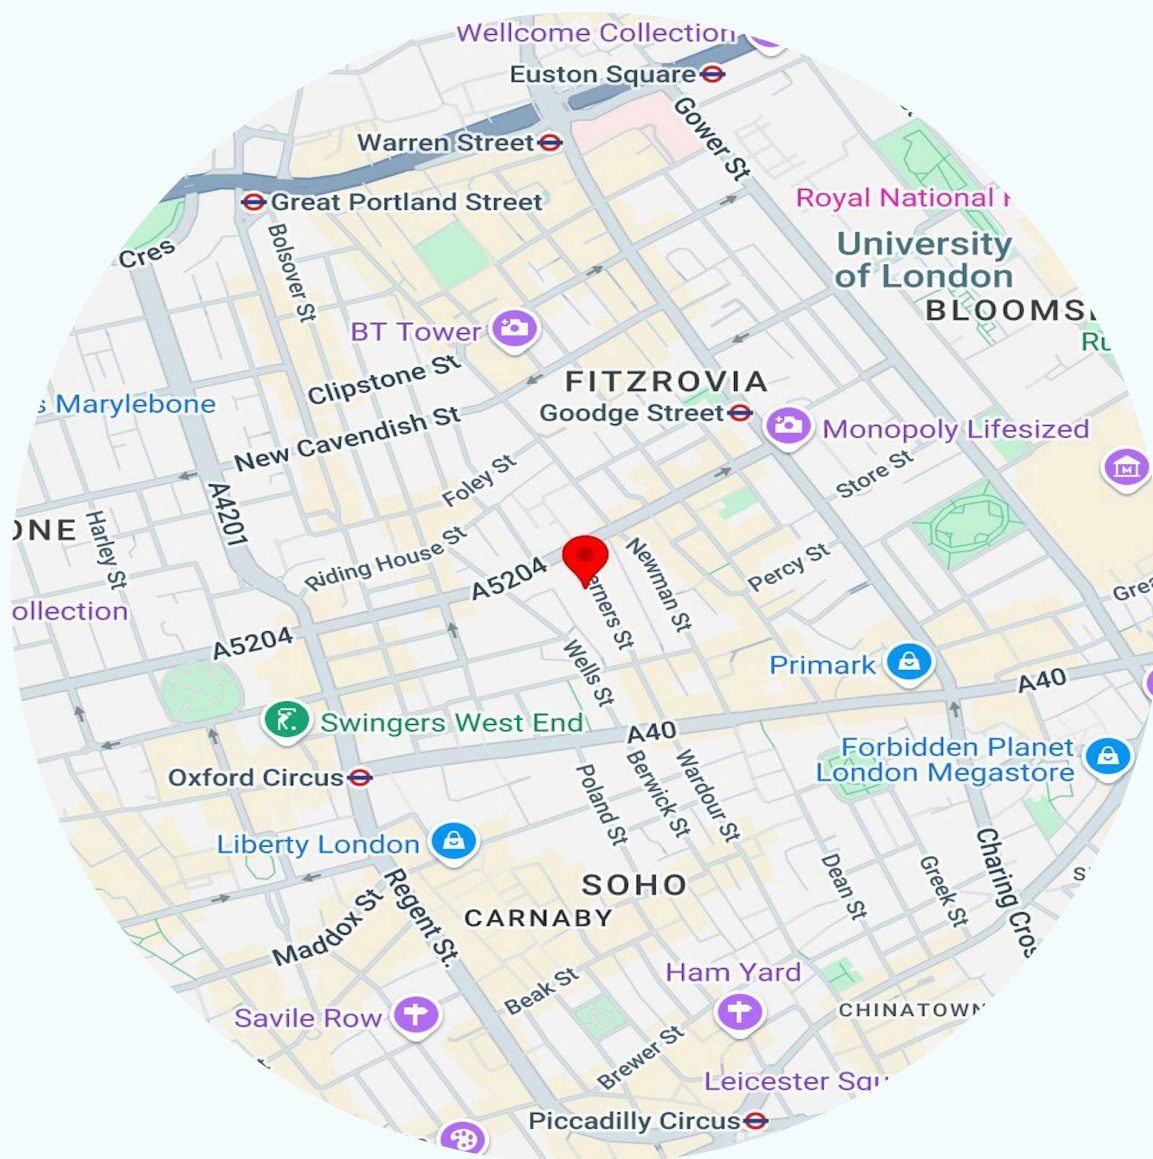 Wellcome Collection
Euston Square
Gower St
Warren Street
Great Portland Street
Royal National
Cres
Bolsover St
University
of London
BLOOMS
BT Tower
Ru
Clipstone St
FITZROVIA
s Marylebone
Goodge Street
New Cavendish St
Monopoly Lifesized
Foley St
Store St
A4201
ONE
Harley St
Riding House St
A5204
Newman St
Percy St
erners St
Grea
ollection
A5204
Wells St
Primark
A40
Swingers West End
A40
Forbidden Planet
London Megastore
Oxford Circus
Poland St
Berwick St
Wardour St
Liberty London
SOHO
Dean St
Greek St
Charing Cros
S
CARNABY
Maddox St
Regent St.
Ham Yard
Beak St
Savile Row
CHINATOWN
Brewer St
Leicester Squ
Piccadilly Circus